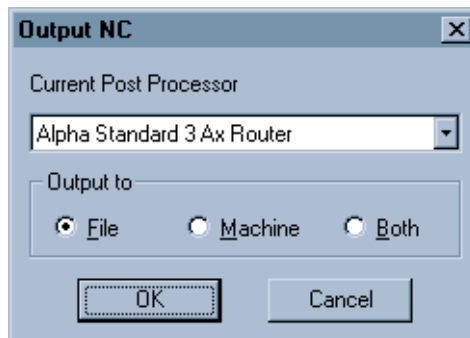 Output NC
Current Post Processor
Alpha Standard 3 Ax Router
Output to
File Machine Both
OK Cancel